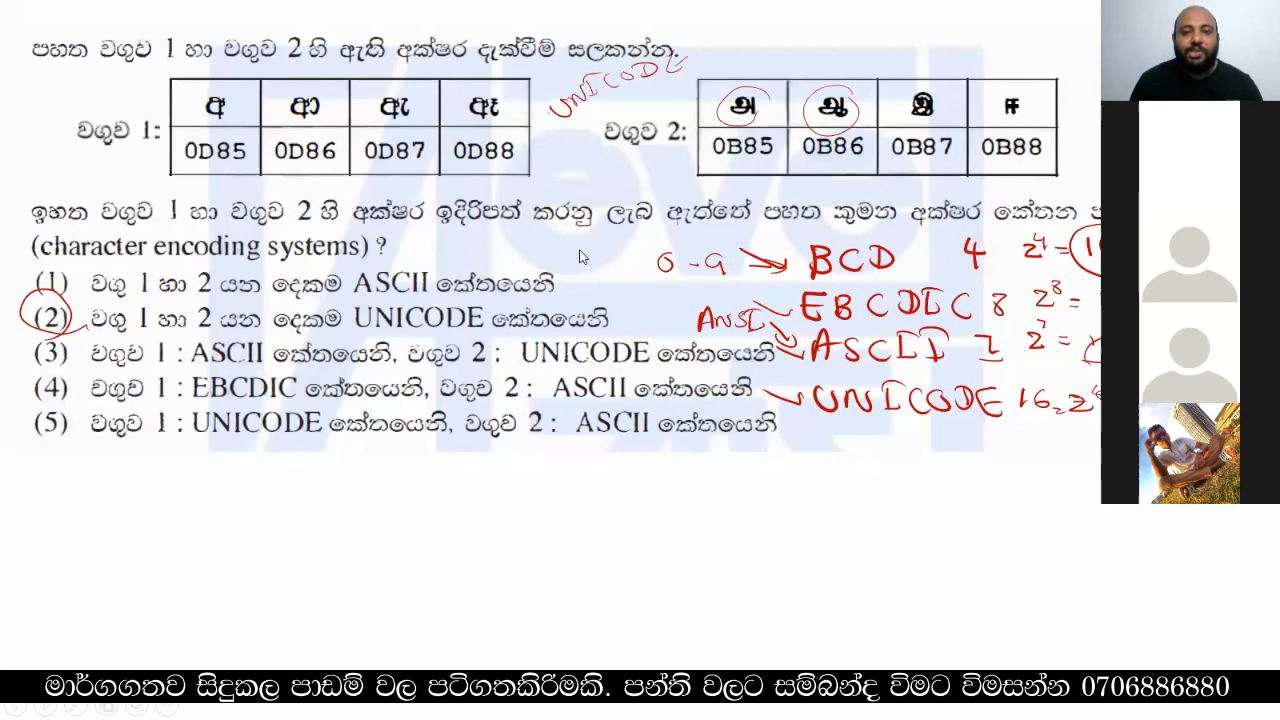 පහත වගුව 1 හා වගුව 2 හි ඇති අක්ෂර දැක්වීම් සලකන්න.
UNICODE
වගුව 1: අ ආ ඇ ඈ
0D85 0D86 0D87 0D88
වගුව 2: அ ஆ இ ஈ
0B85 0B86 0B87 0B88
ඉහත වගුව 1 හා වගුව 2 හි අක්ෂර ඉදිරිපත් කරනු ලැබ ඇත්තේ පහත කුමන අක්ෂර කේතන
(character encoding systems) ?
0-9 BCD 4 2⁴=
(1) වගු 1 හා 2 යන දෙකම ASCII කේතයෙනි
EBCDIC 8 2⁸=
(2) වගු 1 හා 2 යන දෙකම UNICODE කේතයෙනි
ANSI ASCII 7 2⁷=
(3) වගුව 1 : ASCII කේතයෙනි, වගුව 2 : UNICODE කේතයෙනි
(4) වගුව 1 : EBCDIC කේතයෙනි, වගුව 2 : ASCII කේතයෙනි
UNICODE 16
(5) වගුව 1 : UNICODE කේතයෙනි, වගුව 2 : ASCII කේතයෙනි
මාර්ගගතව සිදුකල පාඩම් වල පටිගතකිරිමකි. පන්ති වලට සම්බන්ද විමට විමසන්න 0706886880